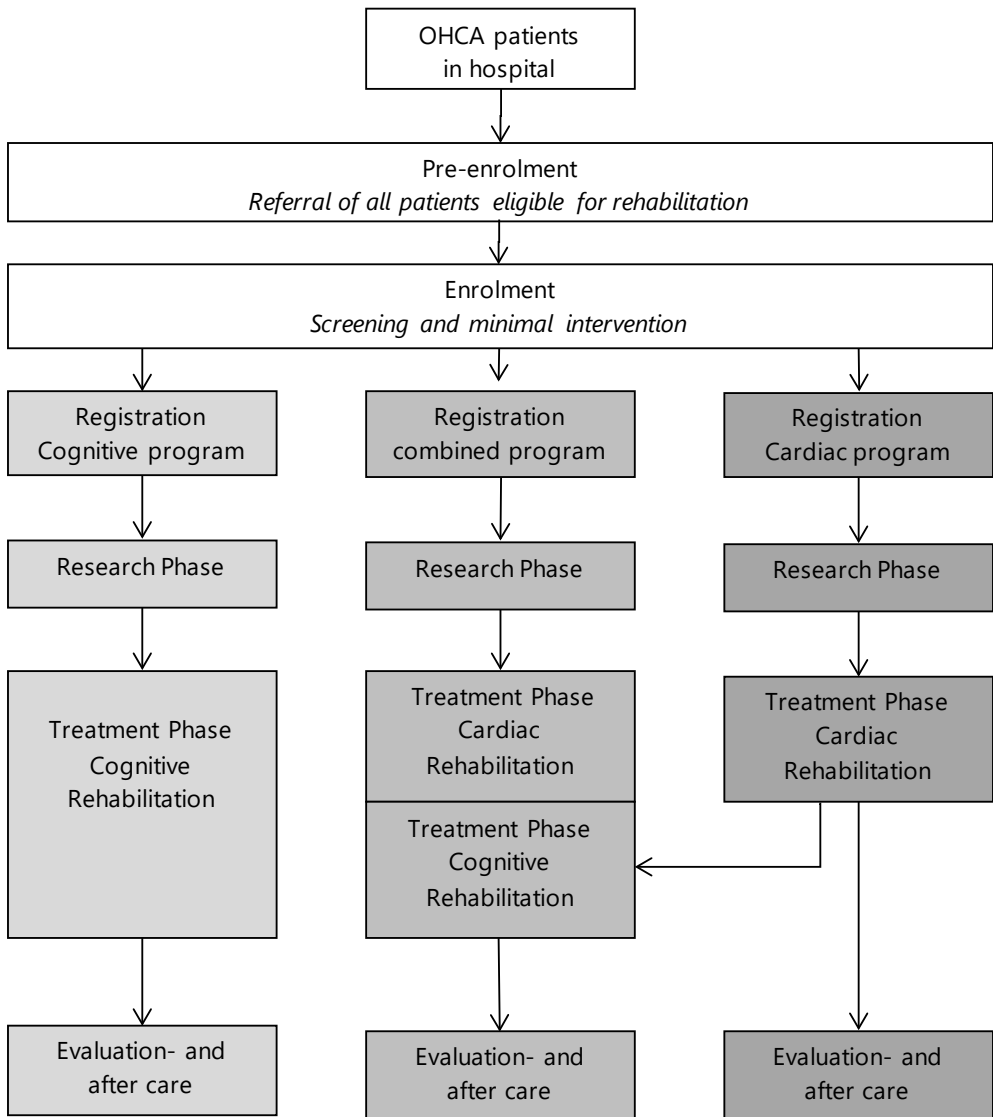 OHCA patients
in hospital
Pre-enrolment
Referral of all patients eligible for rehabilitation
Enrolment
Screening and minimal intervention
Registration
Cognitive program
Registration
combined program
Registration
Cardiac program
Research Phase
Research Phase
Research Phase
Treatment Phase
Cognitive
Rehabilitation
Treatment Phase
Cardiac
Rehabilitation
Treatment Phase
Cognitive
Rehabilitation
Treatment Phase
Cardiac
Rehabilitation
Evaluation- and
after care
Evaluation- and
after care
Evaluation- and
after care